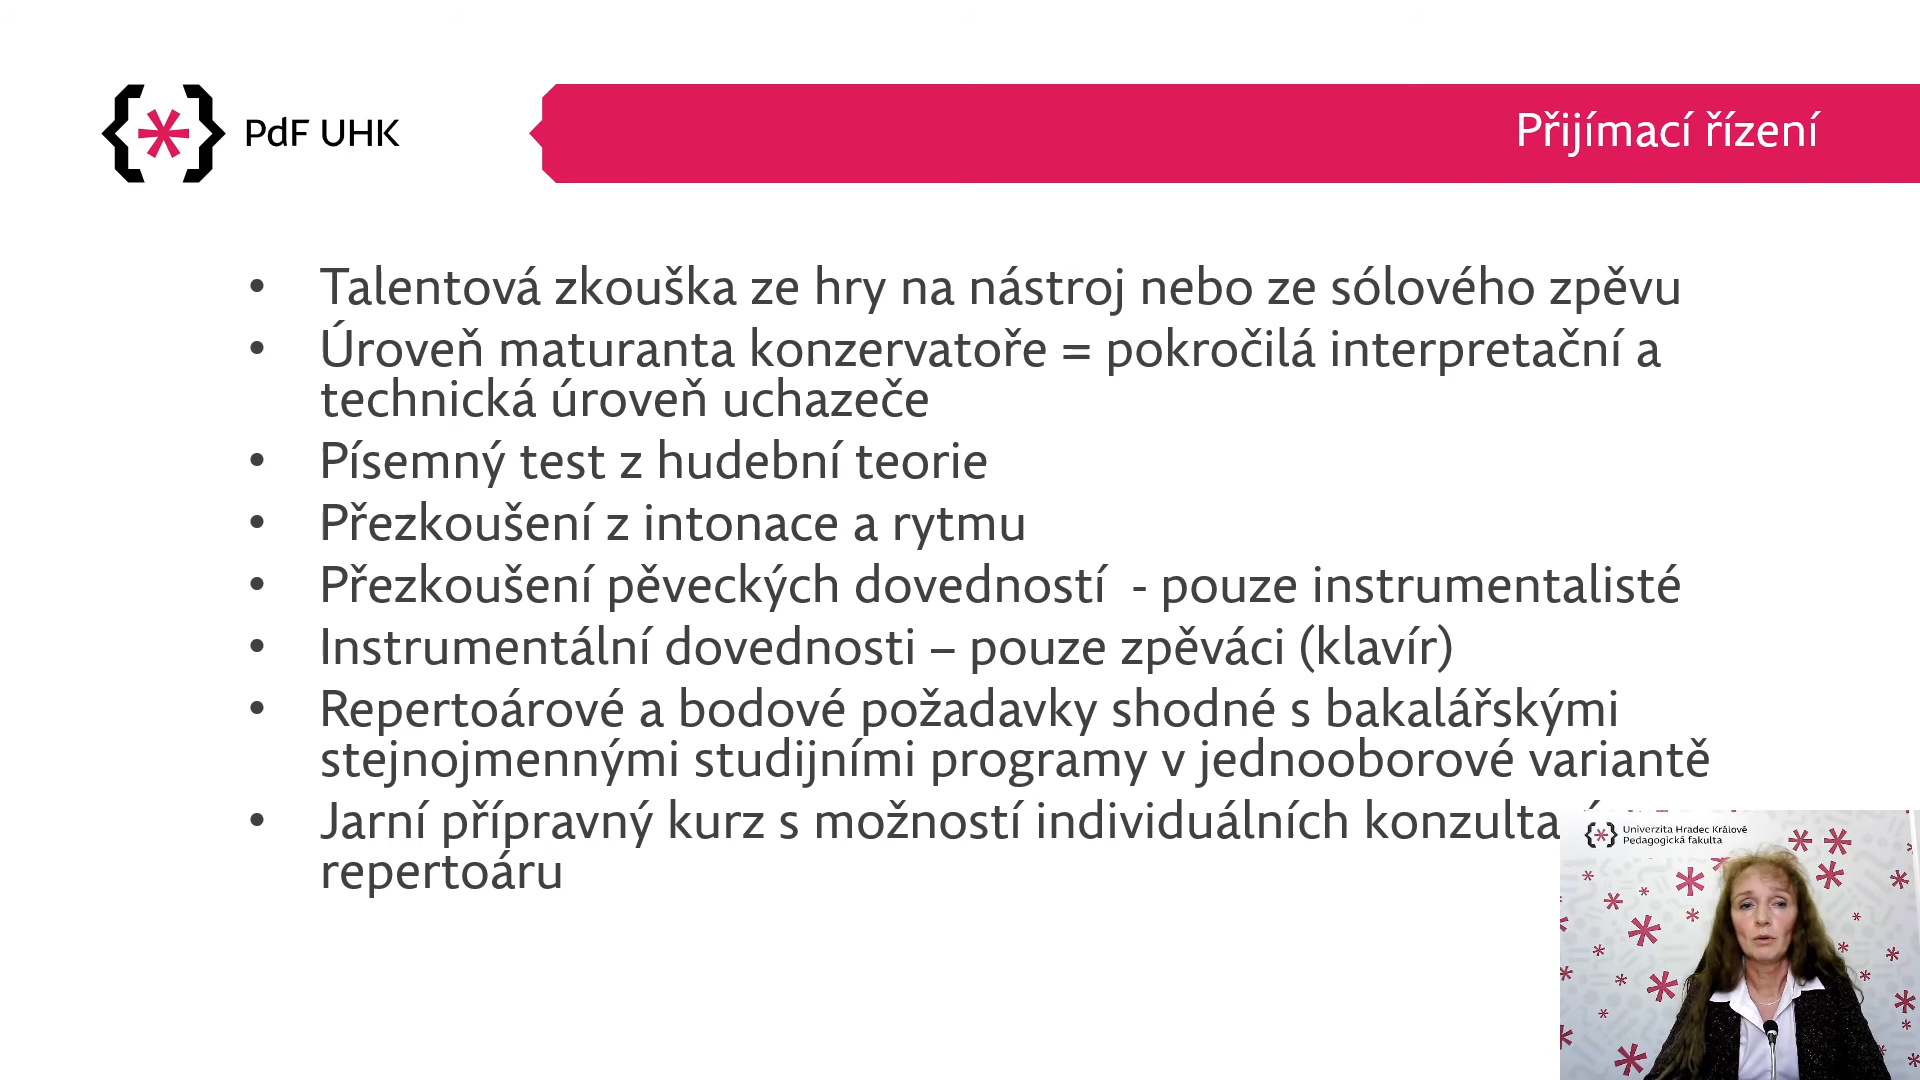 PdF UHK
Přijímací řízení
• Talentová zkouška ze hry na nástroj nebo ze sólového zpěvu
• Úroveň maturanta konzervatoře = pokročilá interpretační a
technická úroveň uchazeče
• Písemný test z hudební teorie
• Přezkoušení z intonace a rytmu
• Přezkoušení pěveckých dovedností - pouze instrumentalisté
• Instrumentální dovednosti – pouze zpěváci (klavír)
• Repertoárové a bodové požadavky shodné s bakalářskými
stejnojmennými studijními programy v jednooborové variantě
• Jarní přípravný kurz s možností individuálních
repertoáru
Univerzita Hradec Králové
Pedagogická fakulta